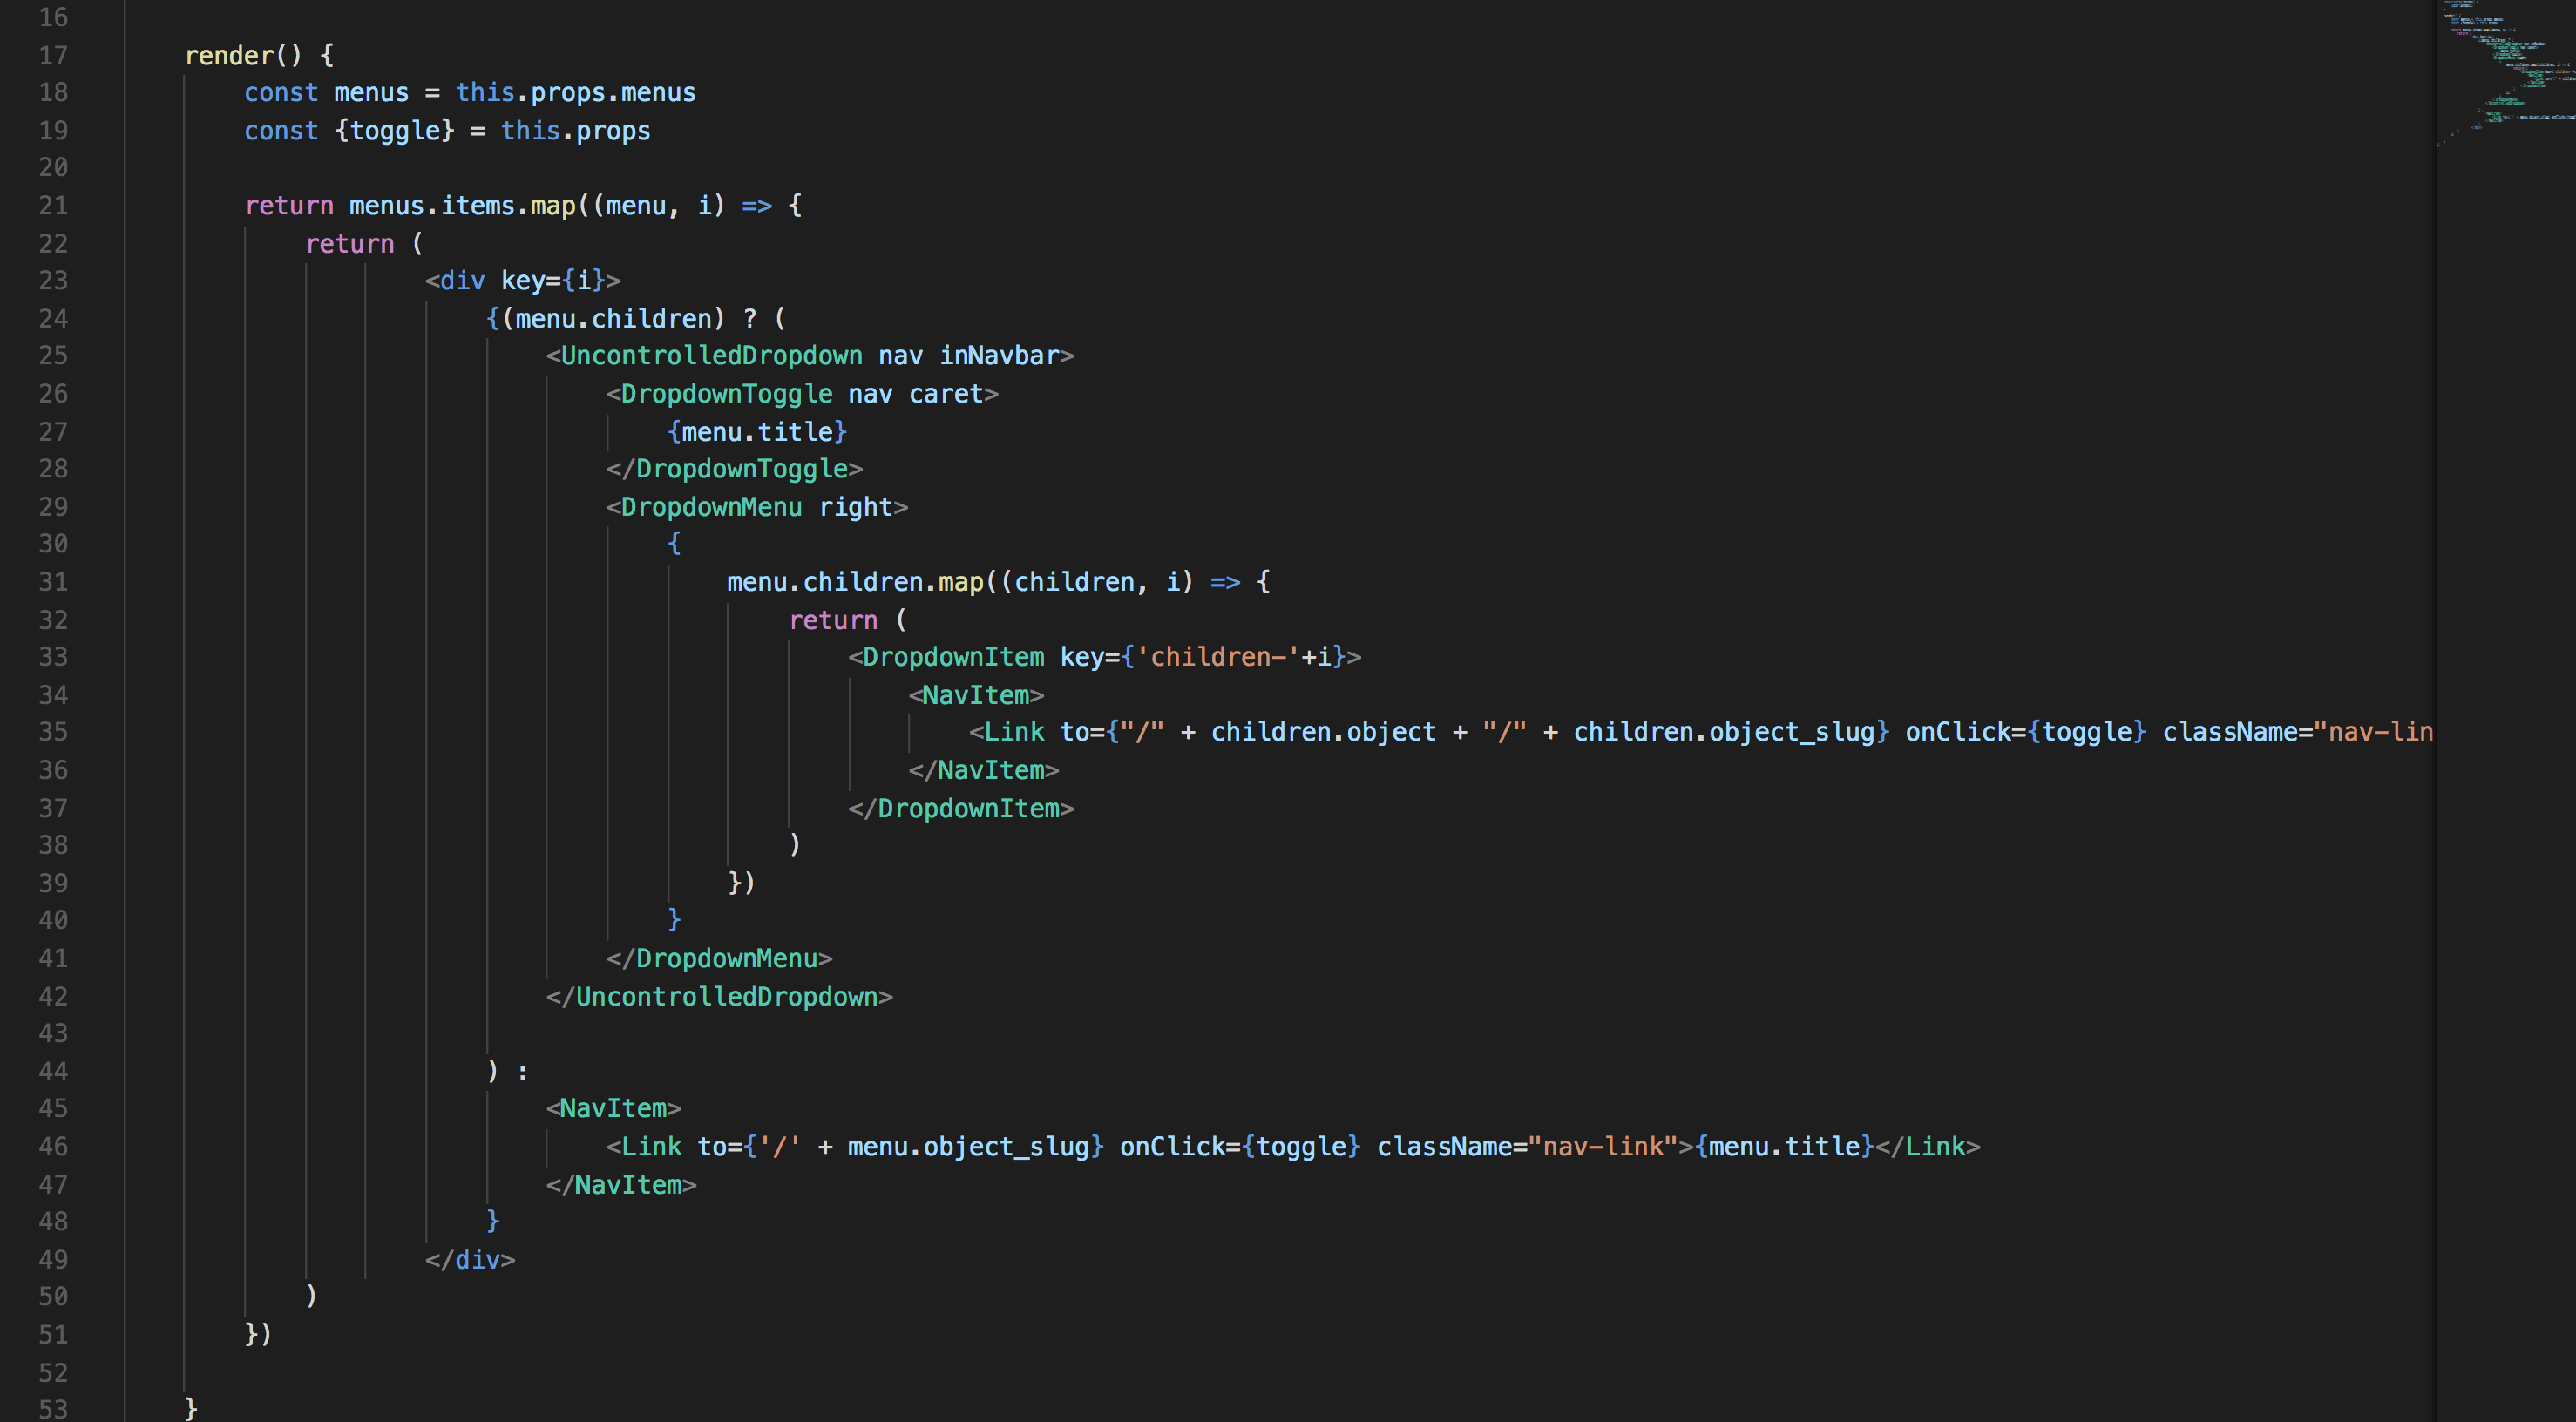 16
17 render() {
18 const menus = this.props.menus
19 const {toggle} = this.props
20
21 return menus.items.map((menu, i) => {
22 return (
23 <div key={i}>
24 {(menu.children) ? (
25 <UncontrolledDropdown nav inNavbar>
26 <DropdownToggle nav caret>
27 {menu.title}
28 </DropdownToggle>
29 <DropdownMenu right>
30 {
31 menu.children.map((children, i) => {
32 return (
33 <DropdownItem key={'children-'+i}>
34 <NavItem>
35 <Link to={"/" + children.object + "/" + children.object_slug} onClick={toggle} className="nav-lin
36 </NavItem>
37 </DropdownItem>
38 )
39 })
40 }
41 </DropdownMenu>
42 </UncontrolledDropdown>
43
44 ) :
45 <NavItem>
46 <Link to={'/' + menu.object_slug} onClick={toggle} className="nav-link">{menu.title}</Link>
47 </NavItem>
48 }
49 </div>
50 )
51 })
52
53 }